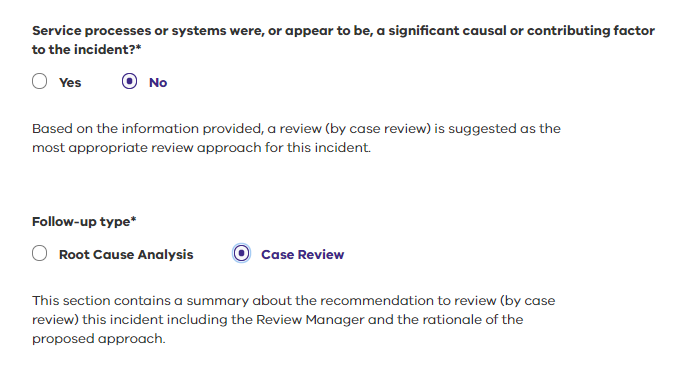 Service processes or systems were, or appear to be, a significant causal or contributing factor
to the incident?*
Yes No
Based on the information provided, a review (by case review) is suggested as the
most appropriate review approach for this incident.
Follow-up type*
Root Cause Analysis Case Review
This section contains a summary about the recommendation to review (by case
review) this incident including the Review Manager and the rationale of the
proposed approach.